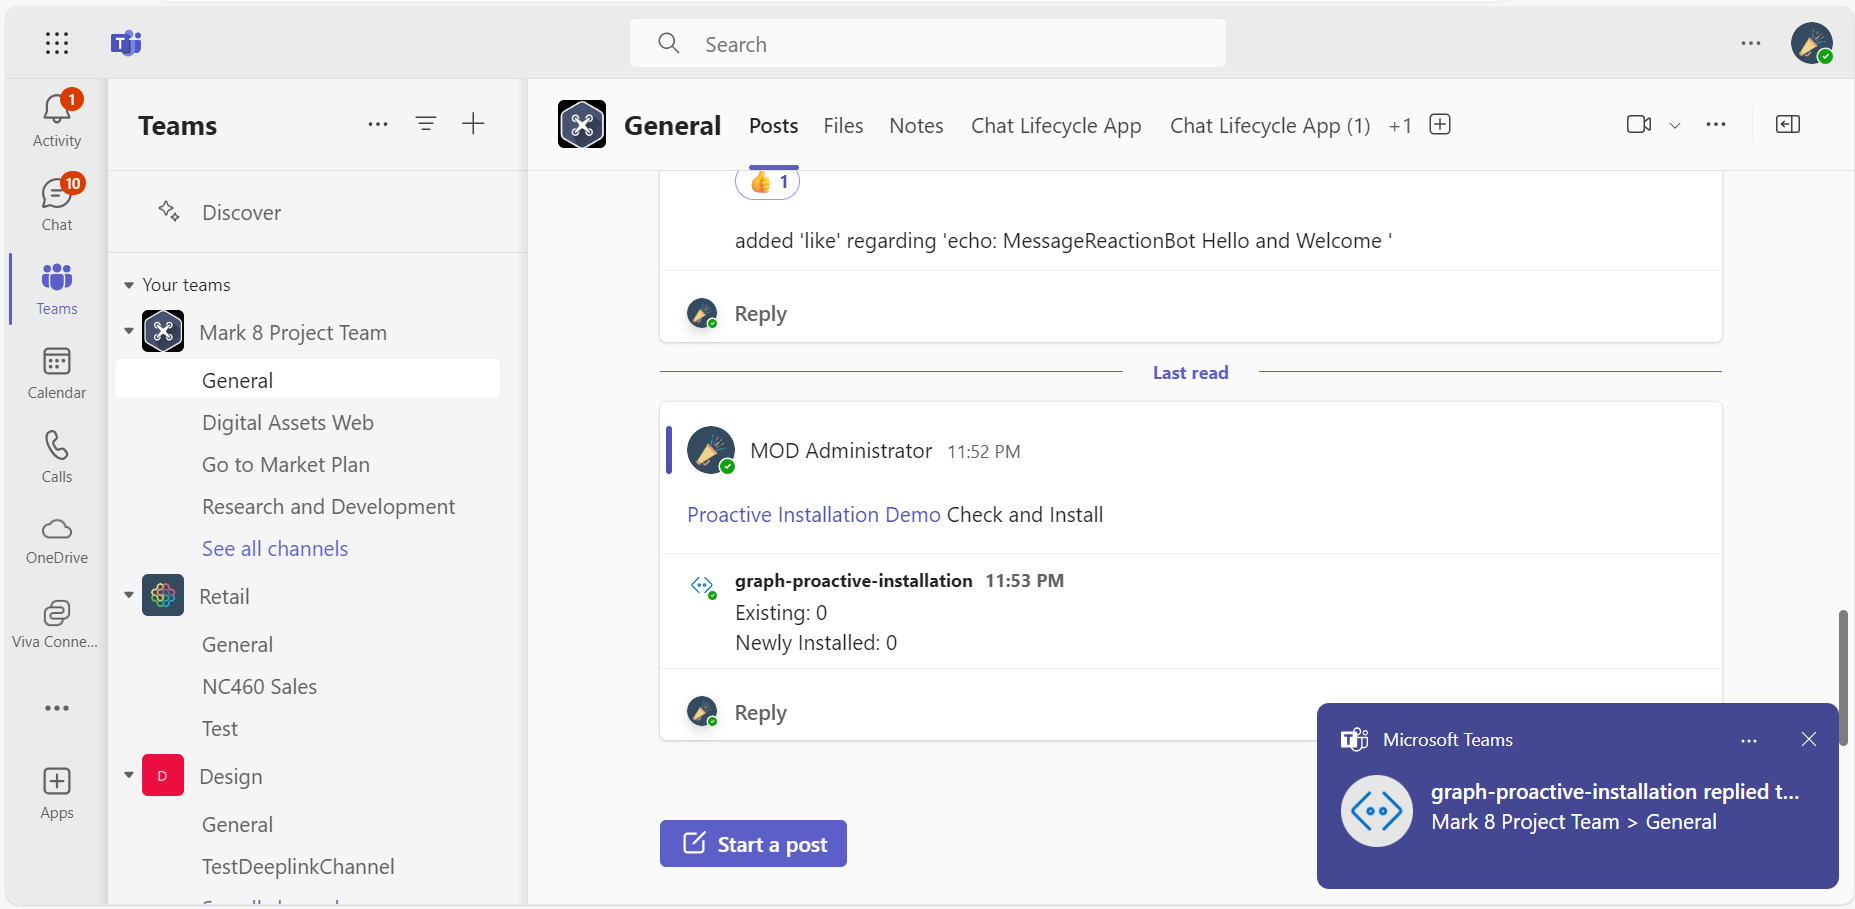 Search
1
Activity
10
Chat
Teams
Calendar
Calls
OneDrive
Viva Conne...
Apps
Teams
Discover
Your teams
Mark 8 Project Team
General
Digital Assets Web
Go to Market Plan
Research and Development
See all channels
Retail
General
NC460 Sales
Test
D Design
General
TestDeeplinkChannel
General Posts Files Notes Chat Lifecycle App Chat Lifecycle App (1) +1
1
added 'like' regarding 'echo: MessageReactionBot Hello and Welcome '
Reply
Last read
MOD Administrator 11:52 PM
Proactive Installation Demo Check and Install
graph-proactive-installation 11:53 PM
Existing: 0
Newly Installed: 0
Reply
Start a post
Microsoft Teams
graph-proactive-installation replied t...
Mark 8 Project Team > General